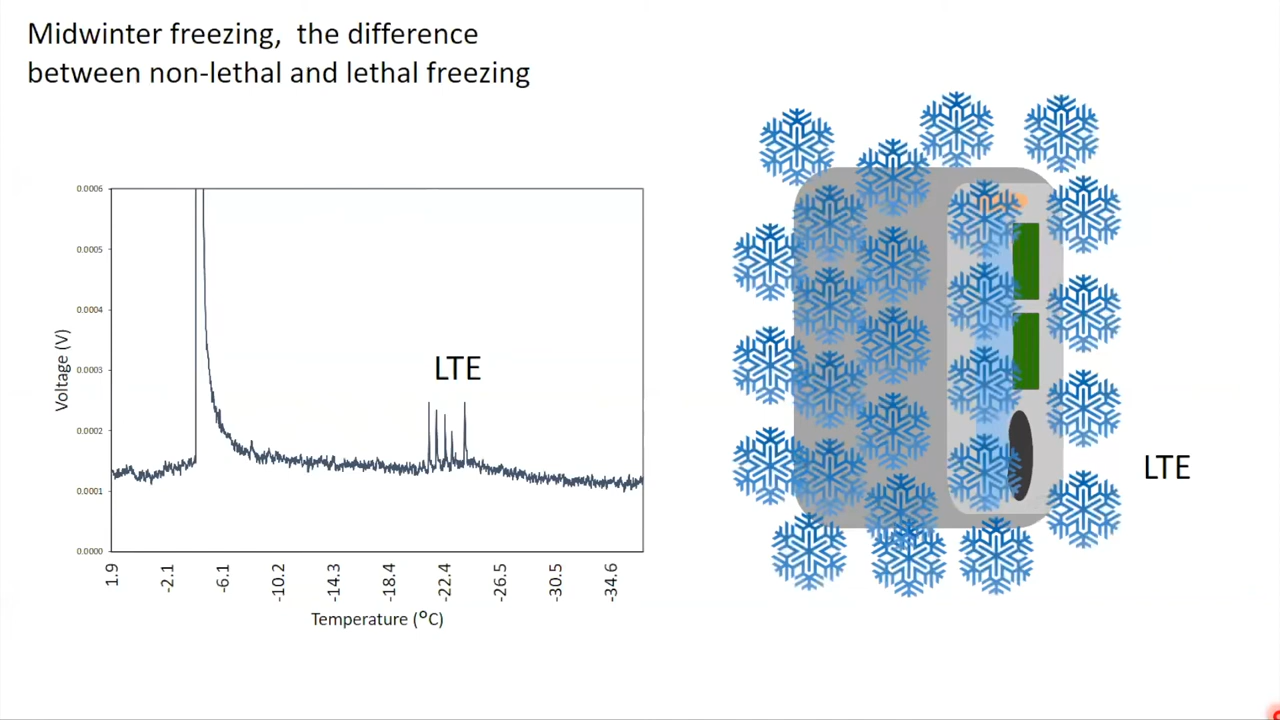 Midwinter freezing, the difference
between non-lethal and lethal freezing
0.0006
0.0005
0.0004
0.0003
0.0002
0.0001
0.0000
Voltage (V)
LTE
1.9
-2.1
-6.1
-10.2
-14.3
-18.4
-22.4
-26.5
-30.5
-34.6
Temperature (°C)
LTE